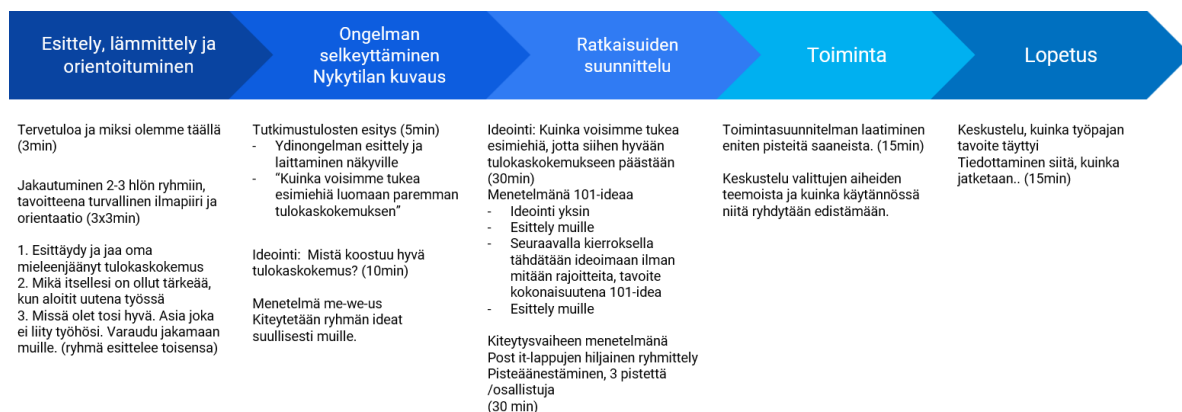 Esittely, lämmittely ja
orientoituminen
Ongelman
selkeyttäminen
Nykytilan kuvaus
Ratkaisuiden
suunnittelu
Toiminta
Lopetus
Tervetuloa ja miksi olemme täällä
(3min)
Jakautuminen 2-3 hlön ryhmiin,
tavoitteena turvallinen ilmapiiri ja
orientaatio (3x3min)
1. Esittäydy ja jaa oma
mieleenjäänyt tulokaskokemus
2. Mikä itsellesi on ollut tärkeää,
kun aloitit uutena työssä
3. Missä olet tosi hyvä. Asia joka
ei liity työhösi. Varaudu jakamaan
muille. (ryhmä esittelee toisensa)
Tutkimustulosten esitys (5min)
- Ydinongelman esittely ja
laittaminen näkyville
- “Kuinka voisimme tukea
esimiehiä luomaan paremman
tulokaskokemuksen”
Ideointi: Mistä koostuu hyvä
tulokaskokemus? (10min)
Menetelmä me-we-us
Kiteytetään ryhmän ideat
suullisesti muille.
Ideointi: Kuinka voisimme tukea
esimiehiä, jotta siihen hyvään
tulokaskokemukseen päästään
(30min)
Menetelmänä 101-ideaa
- Ideointi yksin
- Esittely muille
- Seuraavalla kierroksella
tähdätään ideoimaan ilman
mitään rajoitteita, tavoite
kokonaisuutena 101-idea
- Esittely muille
Kiteytysvaiheen menetelmänä
Post it-lappujen hiljainen ryhmittely
Pisteäänestäminen, 3 pistettä
/osallistuja
(30 min)
Toimintasuunnitelman laatiminen
eniten pisteitä saaneista. (15min)
Keskustelu valittujen aiheiden
teemoista ja kuinka käytännössä
niitä ryhdytään edistämään.
Keskustelu, kuinka työpajan
tavoite täyttyi
Tiedottaminen siitä, kuinka
jatketaan.. (15min)